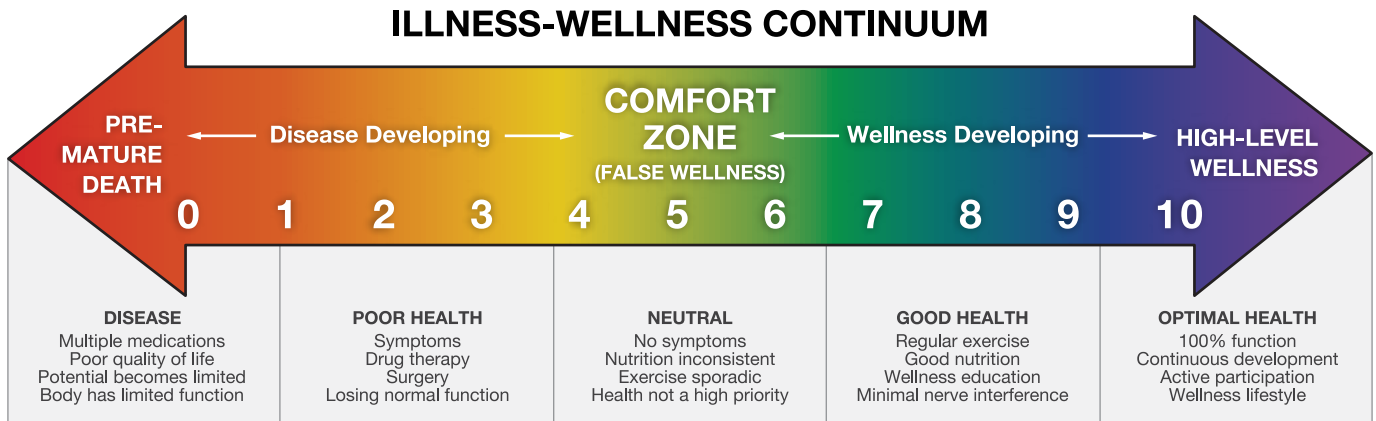 ILLNESS-WELLNESS CONTINUUM
PRE-
MATURE
DEATH
Disease Developing
COMFORT
ZONE
(FALSE WELLNESS)
Wellness Developing
HIGH-LEVEL
WELLNESS
0 1 2 3 4 5 6 7 8 9 10
DISEASE
Multiple medications
Poor quality of life
Potential becomes limited
Body has limited function
POOR HEALTH
Symptoms
Drug therapy
Surgery
Losing normal function
NEUTRAL
No symptoms
Nutrition inconsistent
Exercise sporadic
Health not a high priority
GOOD HEALTH
Regular exercise
Good nutrition
Wellness education
Minimal nerve interference
OPTIMAL HEALTH
100% function
Continuous development
Active participation
Wellness lifestyle